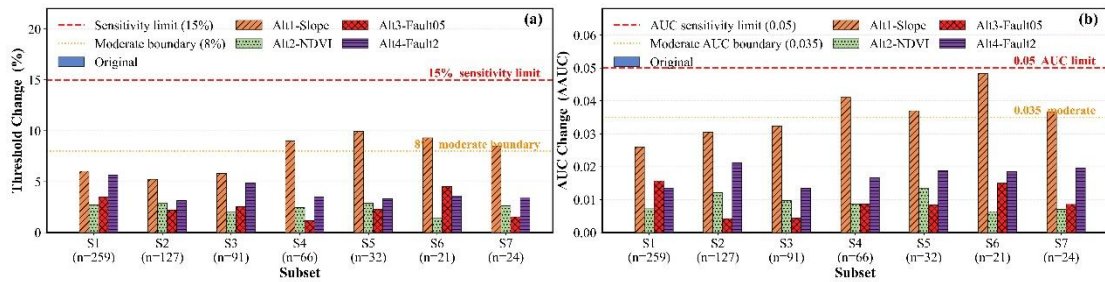 (a)
Sensitivity limit (15%)
Moderate boundary (8%)
Original
Alt1-Slope
Alt2-NDVI
Alt3-Fault05
Alt4-Fault2
15% sensitivity limit
8% moderate boundary
Threshold Change (%)
20
15
10
5
0
S1 S2 S3 S4 S5 S6 S7
(n=259) (n=127) (n=91) (n=66) (n=32) (n=21) (n=24)
Subset
(b)
AUC sensitivity limit (0.05)
Moderate AUC boundary (0,035)
Original
Alt1-Slope
Alt2-NDVI
Alt3-Fault05
Alt4-Fault2
0.05 AUC limit
0.035 moderate
AUC Change (AAUC)
0.06
0.05
0.04
0.03
0.02
0.01
0.00
S1 S2 S3 S4 S5 S6 S7
(n=259) (n=127) (n=91) (n=66) (n=32) (n=21) (n=24)
Subset